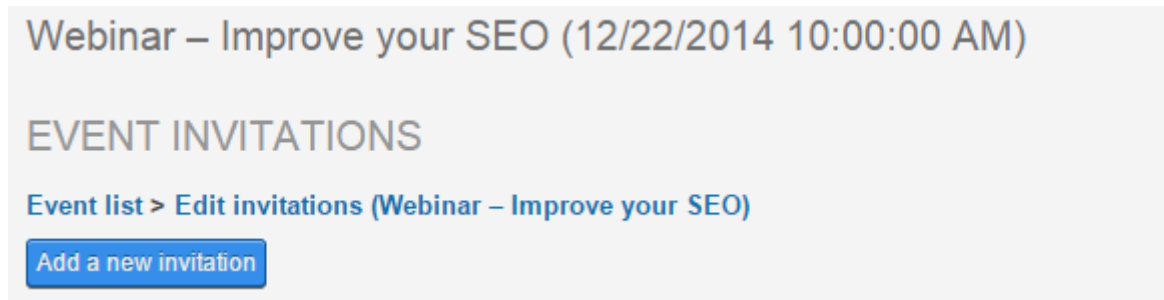 Webinar – Improve your SEO (12/22/2014 10:00:00 AM)
EVENT INVITATIONS
Event list > Edit invitations (Webinar – Improve your SEO)
Add a new invitation